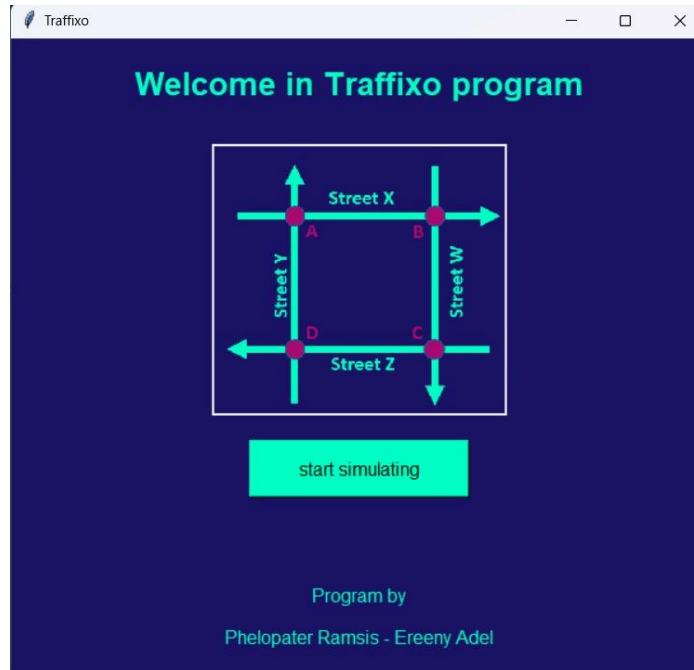 Traffixo
Welcome in Traffixo program
Street X
A
B
Street Y
Street W
D
C
Street Z
start simulating
Program by
Phelopater Ramsis - Ereeny Adel